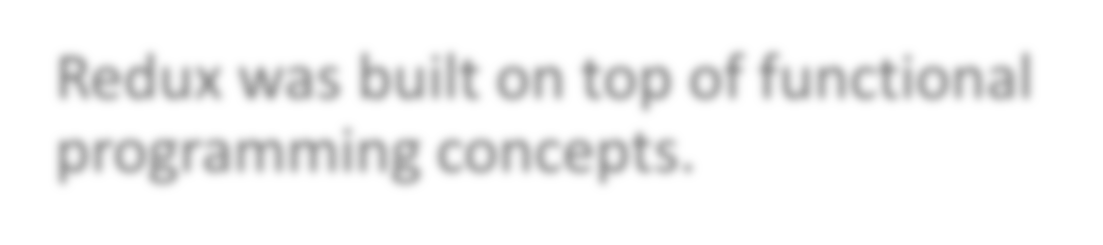 Redux was built on top of functional
programming concepts.